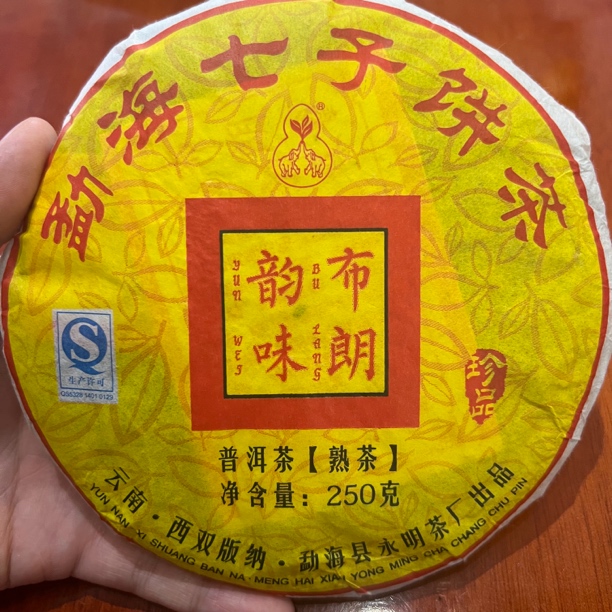 勐海七子饼茶
®
布朗
韵味
BU LANG
YUN WEI
珍品
生产许可
QS5328 1401 0129
普洱茶【熟茶】
净含量：250克
云南·西双版纳·勐海县永明茶厂出品
YUN NAN XI SHUANG BAN NA · MENG HAI XIAN YONG MING CHA CHANG CHU PIN